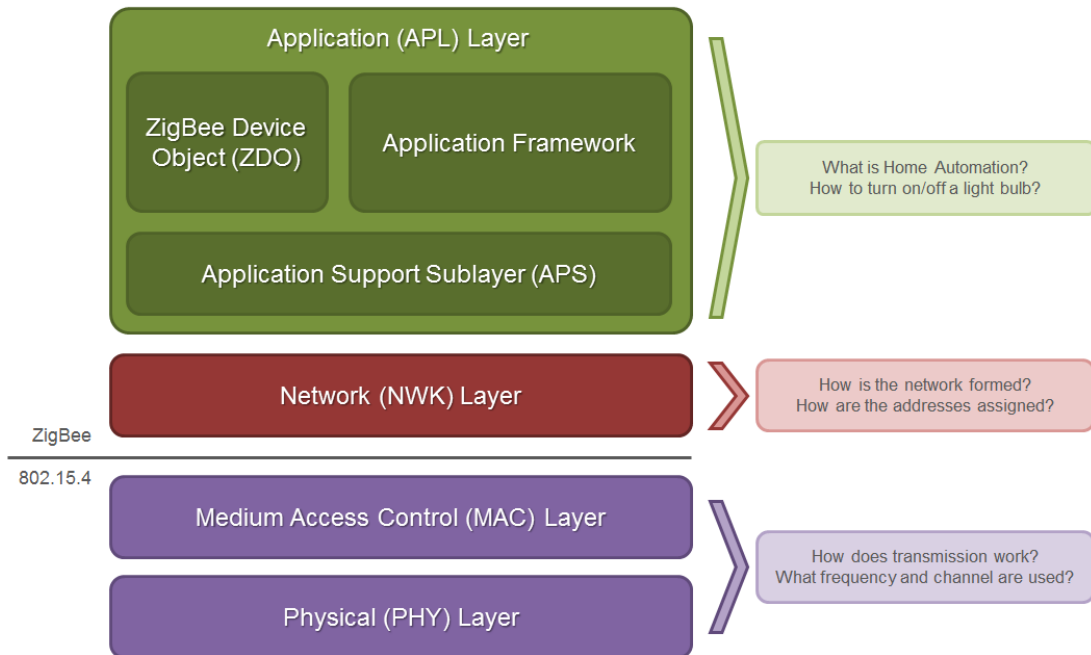 Application (APL) Layer
ZigBee Device
Object (ZDO)
Application Framework
Application Support Sublayer (APS)
What is Home Automation?
How to turn on/off a light bulb?
Network (NWK) Layer
How is the network formed?
How are the addresses assigned?
ZigBee
802.15.4
Medium Access Control (MAC) Layer
How does transmission work?
What frequency and channel are used?
Physical (PHY) Layer